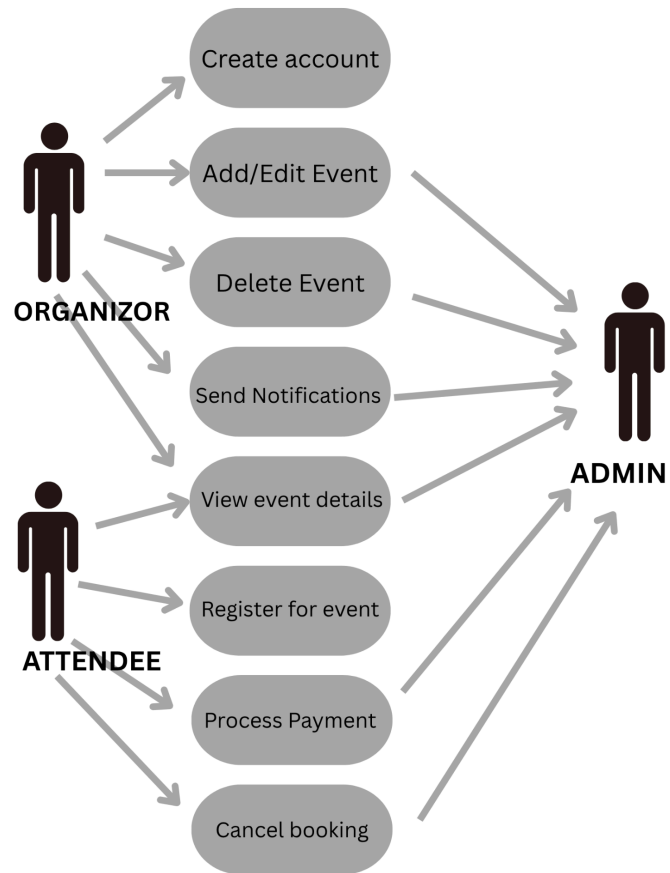 Create account
Add/Edit Event
Delete Event
ORGANIZOR
Send Notifications
ADMIN
View event details
Register for event
ATTENDEE
Process Payment
Cancel booking